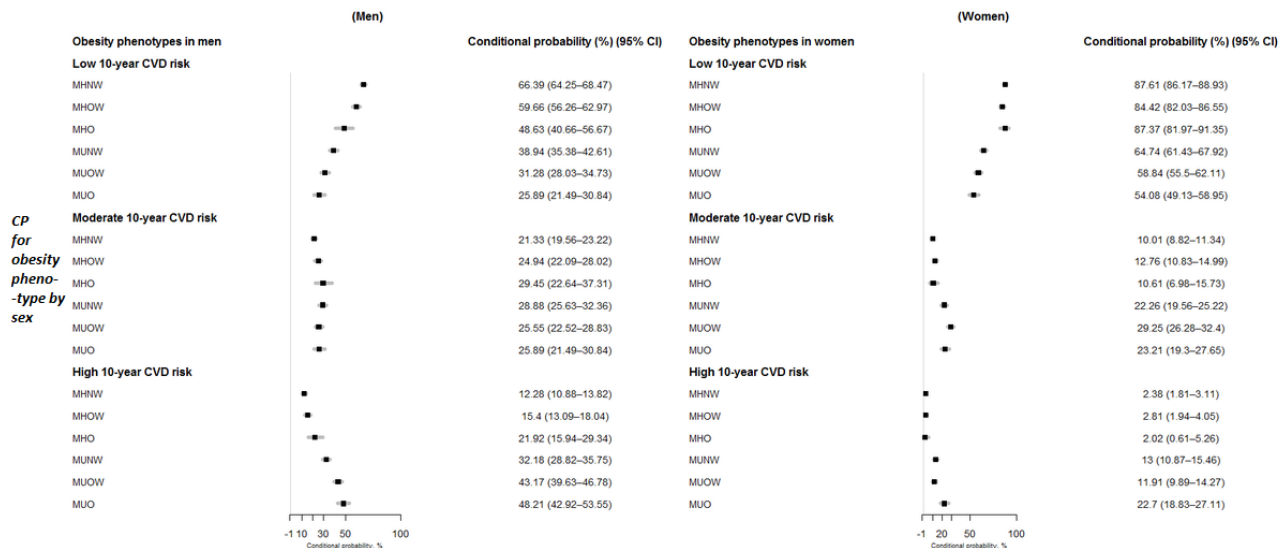 (Men)
Obesity phenotypes in men Conditional probability (%) (95% CI)
Low 10-year CVD risk
MHNW 66.39 (64.25–68.47)
MHOW 59.66 (56.26–62.97)
MHO 48.63 (40.66–56.67)
MUNW 38.94 (35.38–42.61)
MUOW 31.28 (28.03–34.73)
MUO 25.89 (21.49–30.84)
CP
for
obesity
pheno-
-type by
sex
Moderate 10-year CVD risk
MHNW 21.33 (19.56–23.22)
MHOW 24.94 (22.09–28.02)
MHO 29.45 (22.64–37.31)
MUNW 28.88 (25.63–32.36)
MUOW 25.55 (22.52–28.83)
MUO 25.89 (21.49–30.84)
High 10-year CVD risk
MHNW 12.28 (10.88–13.82)
MHOW 15.4 (13.09–18.04)
MHO 21.92 (15.94–29.34)
MUNW 32.18 (28.82–35.75)
MUOW 43.17 (39.63–46.78)
MUO 48.21 (42.92–53.55)
-1 10 30 50 100
Conditional probability, %
(Women)
Obesity phenotypes in women Conditional probability (%) (95% CI)
Low 10-year CVD risk
MHNW 87.61 (86.17–88.93)
MHOW 84.42 (82.03–86.55)
MHO 87.37 (81.97–91.35)
MUNW 64.74 (61.43–67.92)
MUOW 58.84 (55.5–62.11)
MUO 54.08 (49.13–58.95)
Moderate 10-year CVD risk
MHNW 10.01 (8.82–11.34)
MHOW 12.76 (10.83–14.99)
MHO 10.61 (6.98–15.73)
MUNW 22.26 (19.56–25.22)
MUOW 29.25 (26.28–32.4)
MUO 23.21 (19.3–27.65)
High 10-year CVD risk
MHNW 2.38 (1.81–3.11)
MHOW 2.81 (1.94–4.05)
MHO 2.02 (0.61–5.26)
MUNW 13 (10.87–15.46)
MUOW 11.91 (9.89–14.27)
MUO 22.7 (18.83–27.11)
-1 20 50 100
Conditional probability, %